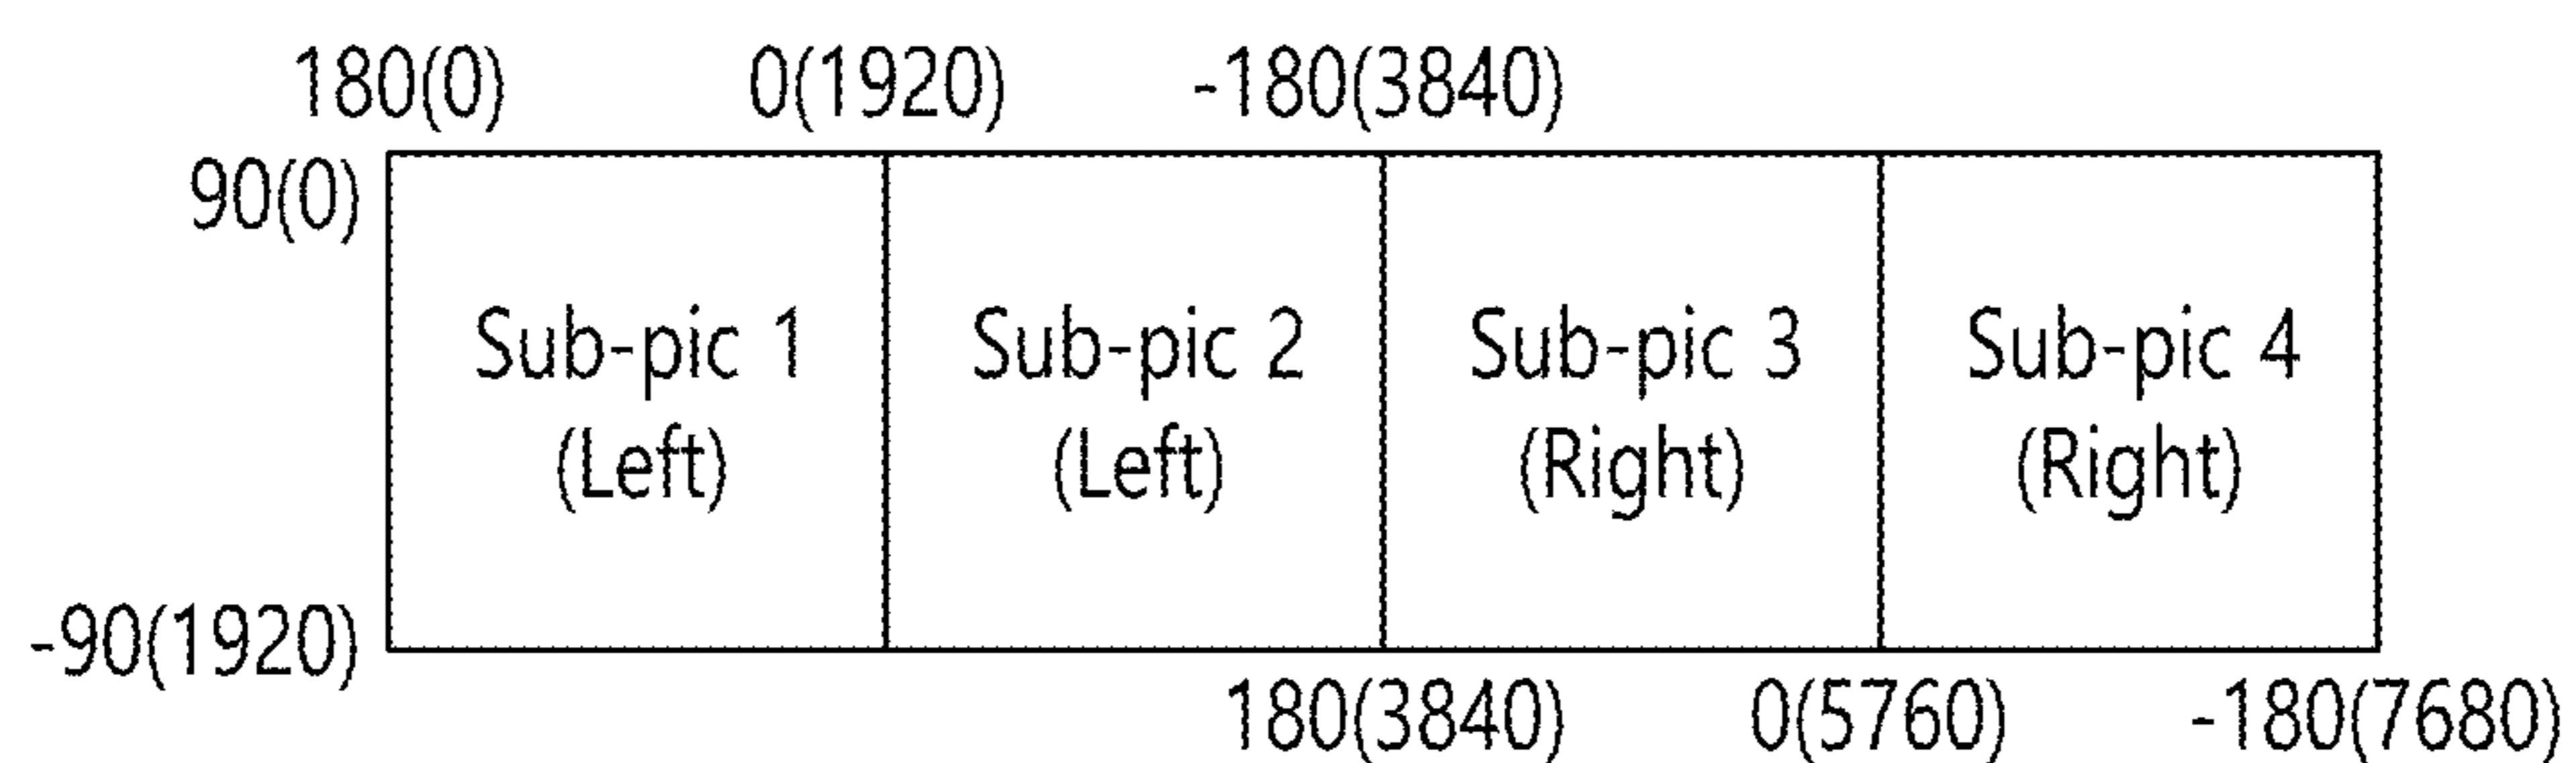 180(0) 0(1920) -180(3840)
90(0)
Sub-pic 1 Sub-pic 2 Sub-pic 3 Sub-pic 4
(Left) (Left) (Right) (Right)
-90(1920)
180(3840) 0(5760) -180(7680)